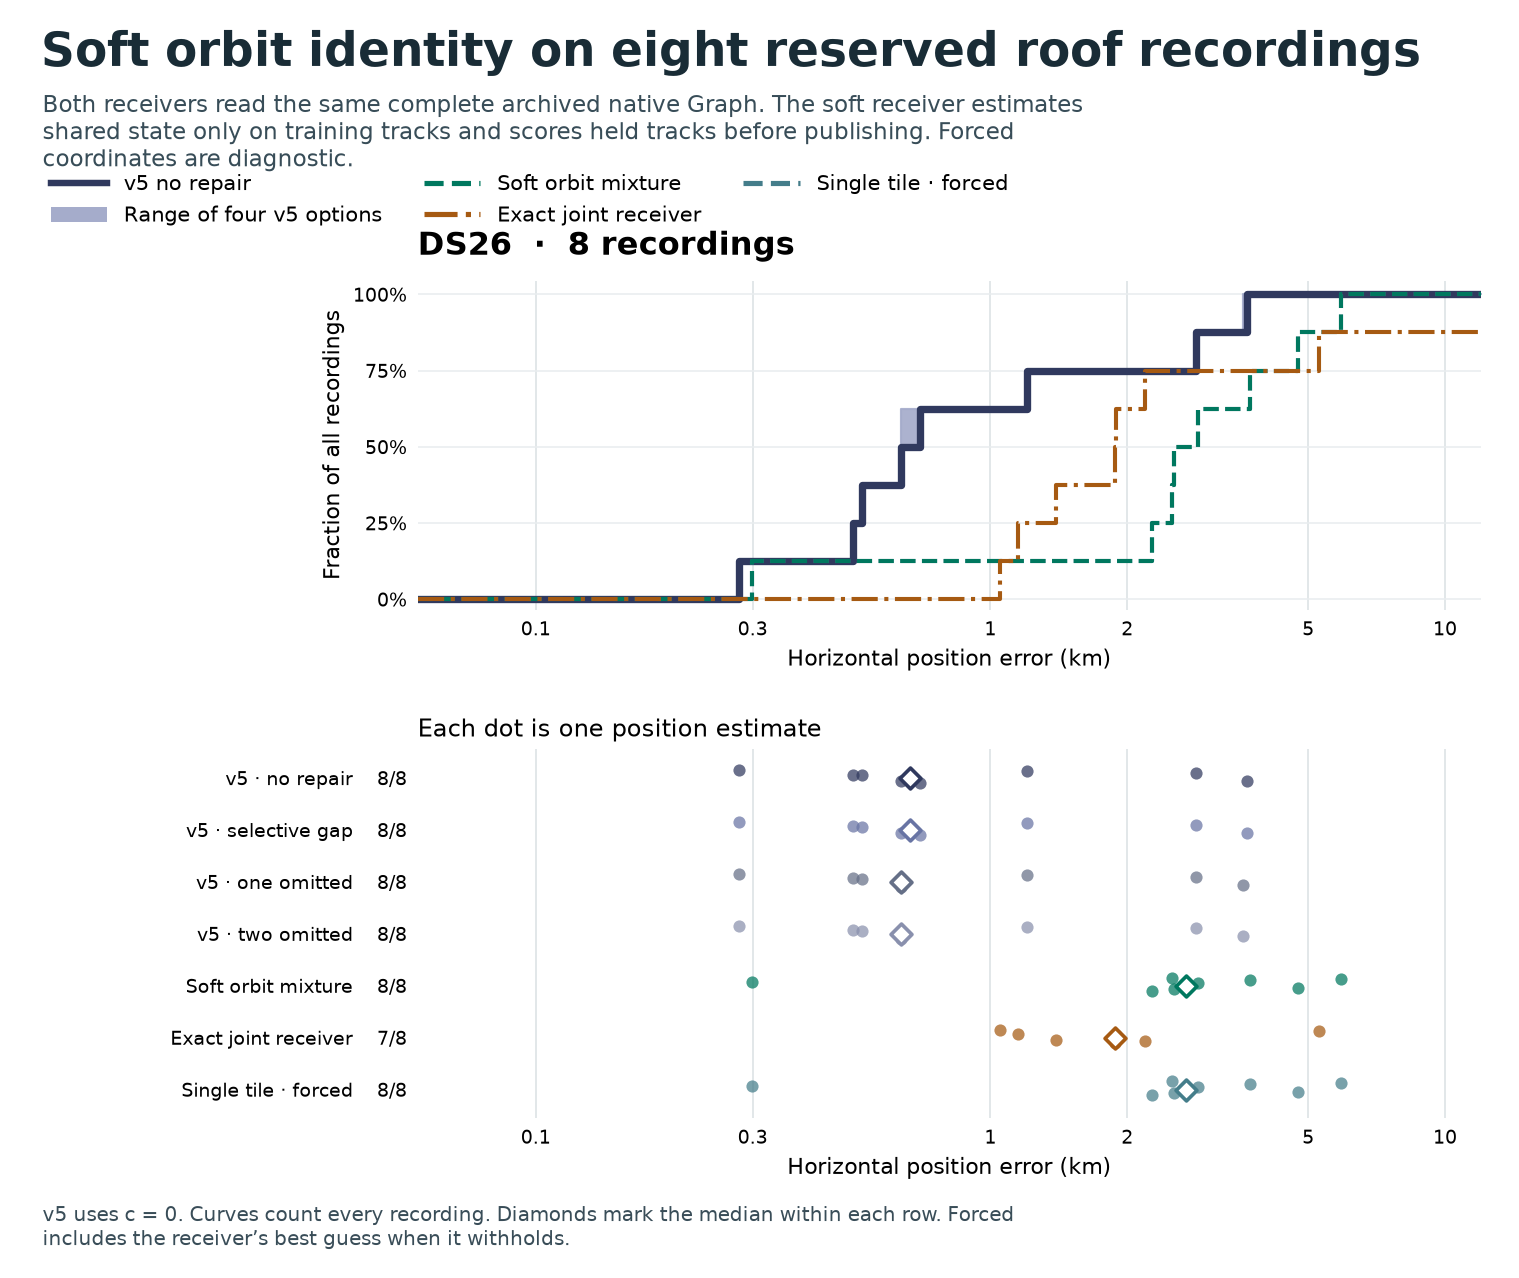 Soft orbit identity on eight reserved roof recordings
Both receivers read the same complete archived native Graph. The soft receiver estimates
shared state only on training tracks and scores held tracks before publishing. Forced
coordinates are diagnostic.
v5 no repair
Soft orbit mixture
Single tile · forced
Range of four v5 options
Exact joint receiver
DS26 · 8 recordings
100%
75%
50%
25%
0%
Fraction of all recordings
0.1 0.3 1 2 5 10
Horizontal position error (km)
Each dot is one position estimate
v5 · no repair 8/8
v5 · selective gap 8/8
v5 · one omitted 8/8
v5 · two omitted 8/8
Soft orbit mixture 8/8
Exact joint receiver 7/8
Single tile · forced 8/8
0.1 0.3 1 2 5 10
Horizontal position error (km)
v5 uses c = 0. Curves count every recording. Diamonds mark the median within each row. Forced
includes the receiver’s best guess when it withholds.